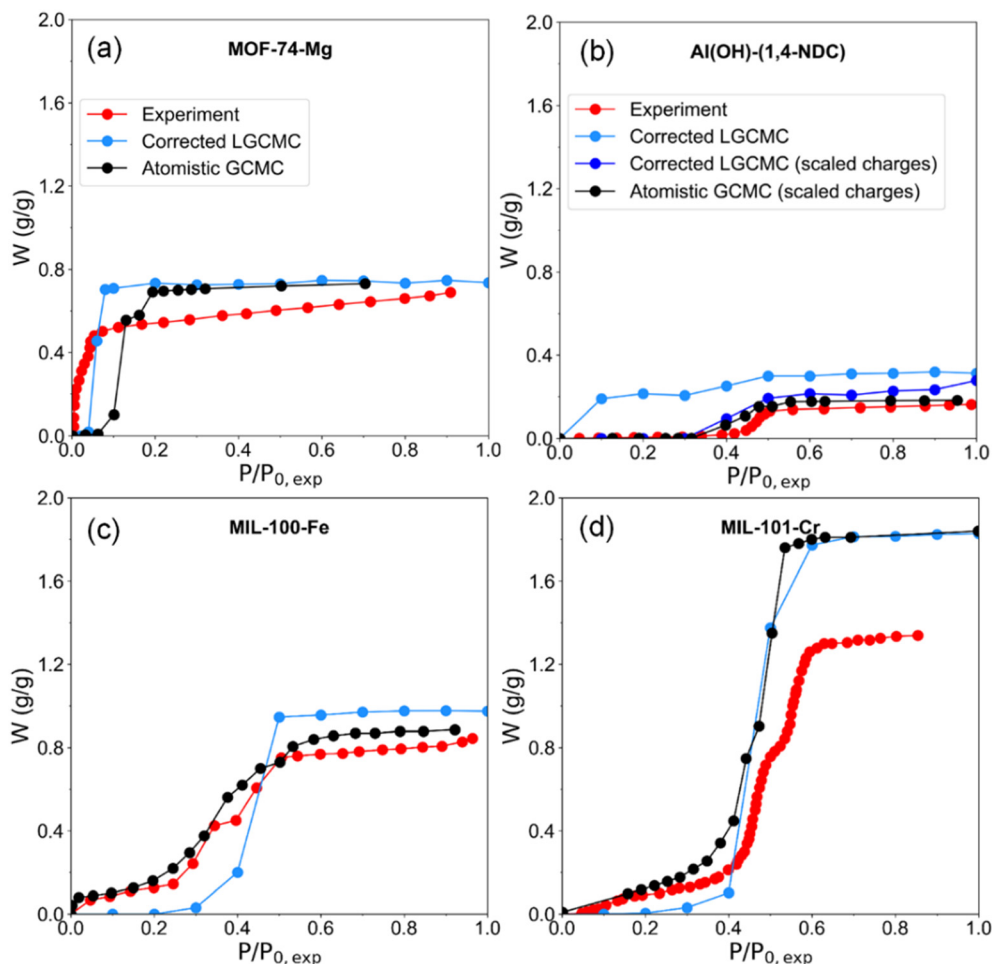 (a)
MOF-74-Mg
Experiment
Corrected LGCMC
Atomistic GCMC
W (g/g)
2.0
1.6
1.2
0.8
0.4
0.0
0.0 0.2 0.4 0.6 0.8 1.0
P/P0, exp
(b)
Al(OH)-(1,4-NDC)
Experiment
Corrected LGCMC
Corrected LGCMC (scaled charges)
Atomistic GCMC (scaled charges)
W (g/g)
2.0
1.6
1.2
0.8
0.4
0.0
0.0 0.2 0.4 0.6 0.8 1.0
P/P0, exp
(c)
MIL-100-Fe
W (g/g)
2.0
1.6
1.2
0.8
0.4
0.0
0.0 0.2 0.4 0.6 0.8 1.0
P/P0, exp
(d)
MIL-101-Cr
W (g/g)
2.0
1.6
1.2
0.8
0.4
0.0
0.0 0.2 0.4 0.6 0.8 1.0
P/P0, exp